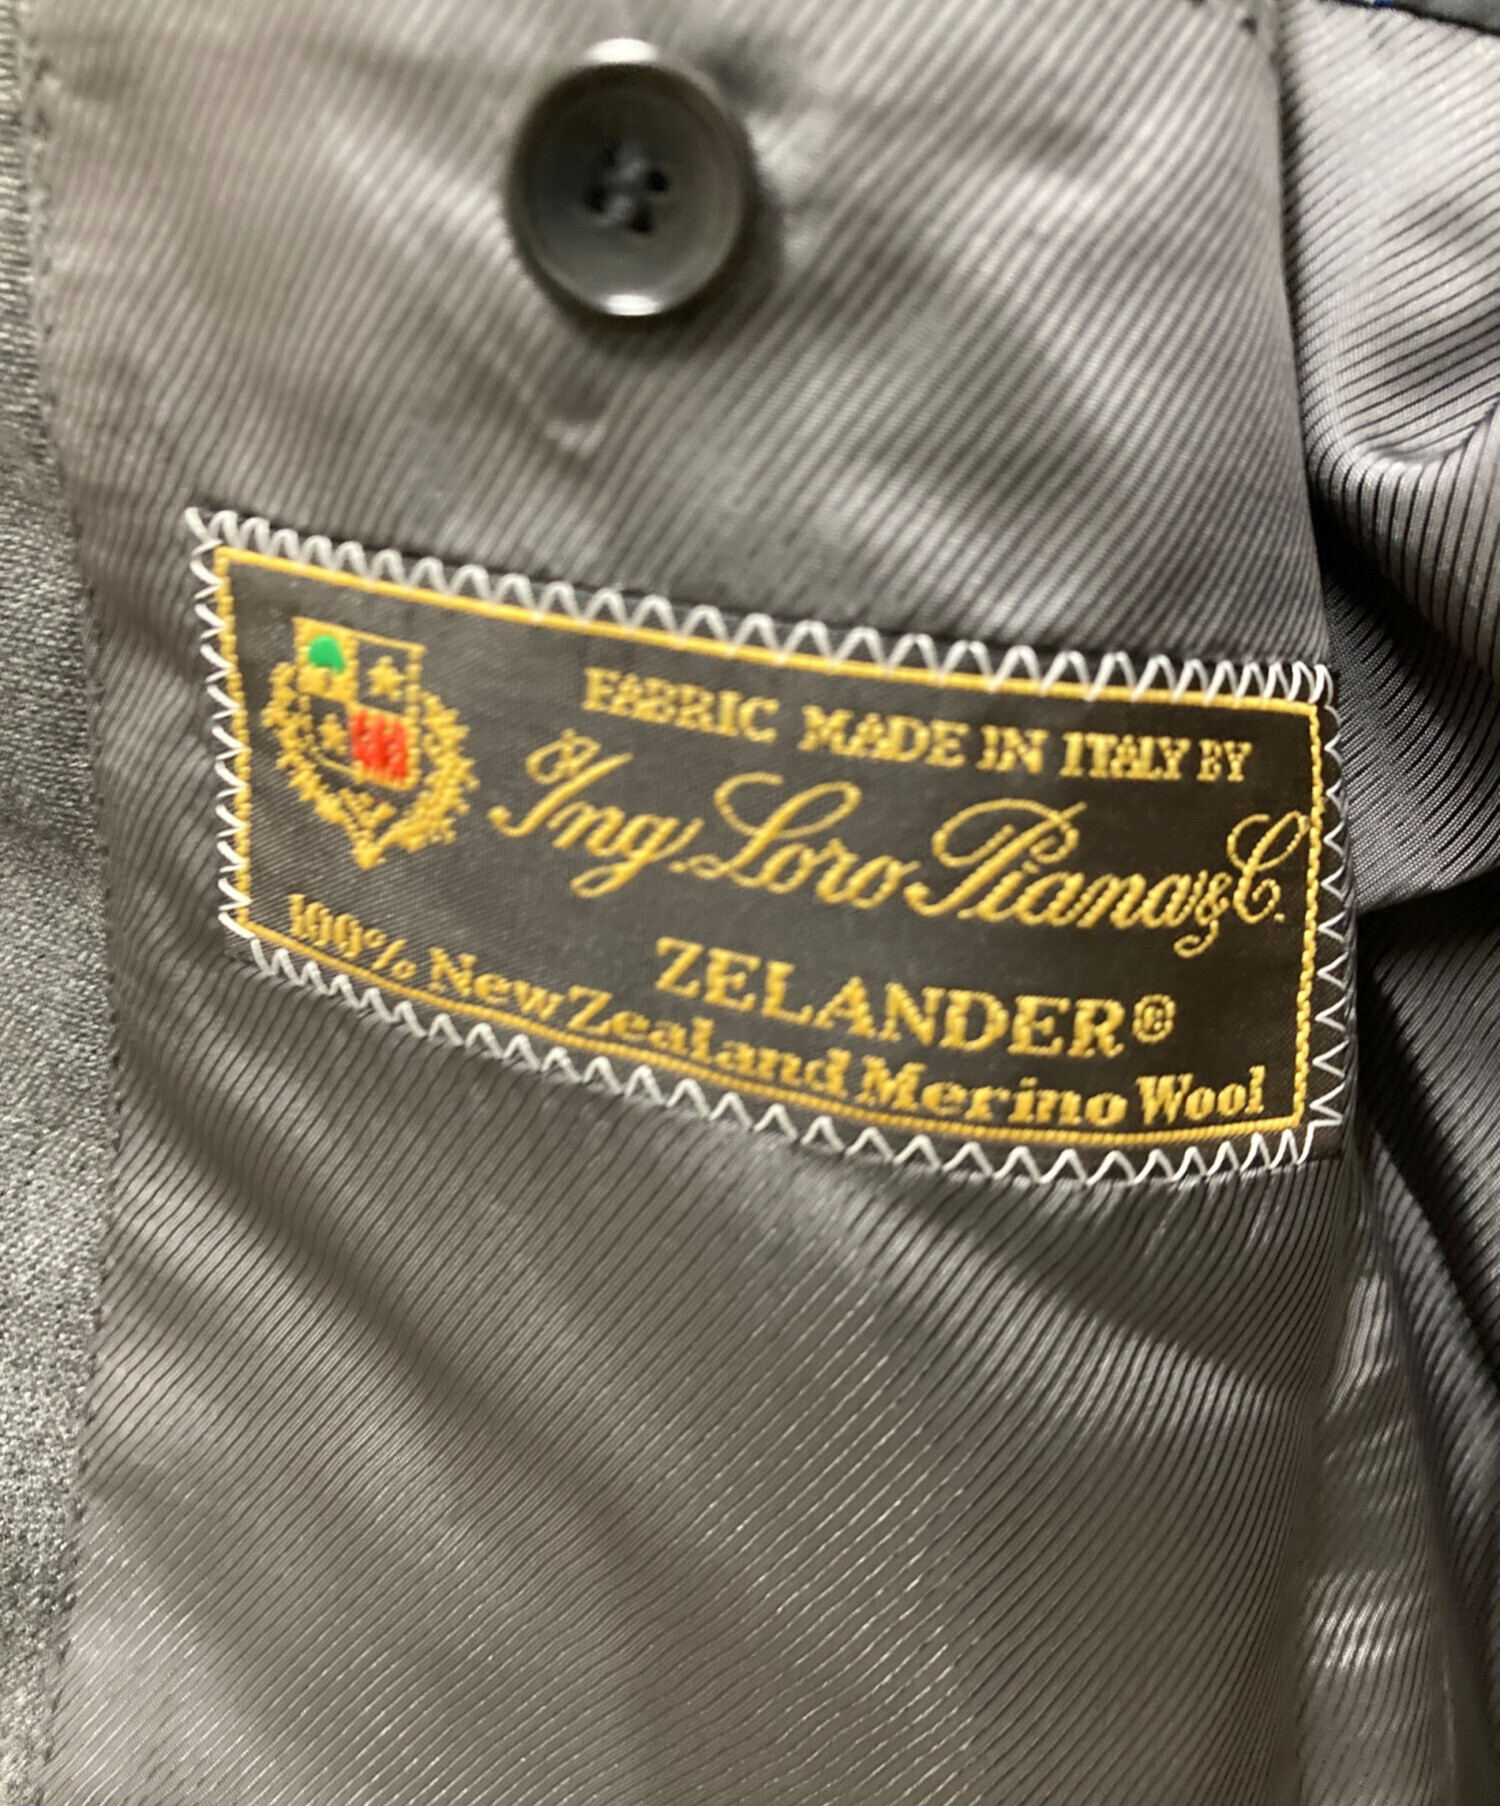 FABRIC MADE IN ITALY BY
Ing. Loro Piana & C.
ZELANDER®
100% New Zealand Merino Wool